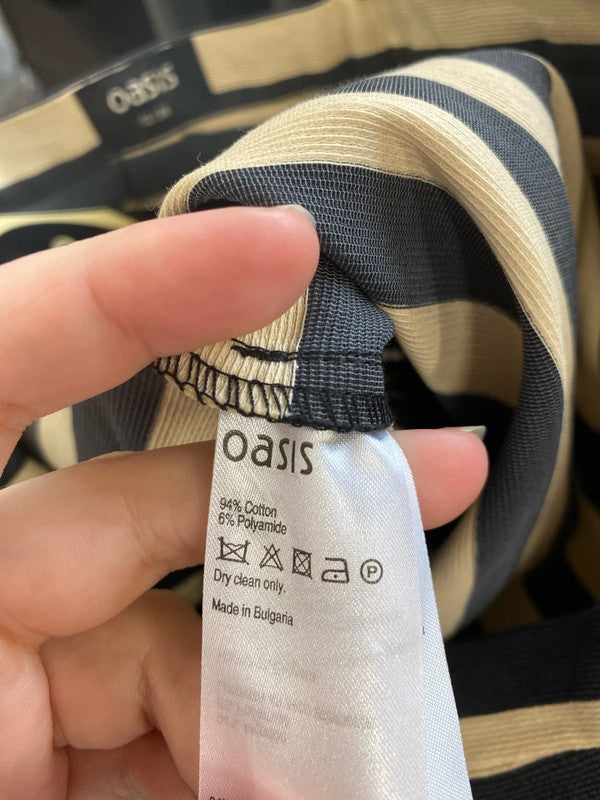 oasis
oasis
94% Cotton
6% Polyamide
P
Dry clean only.
Made in Bulgaria